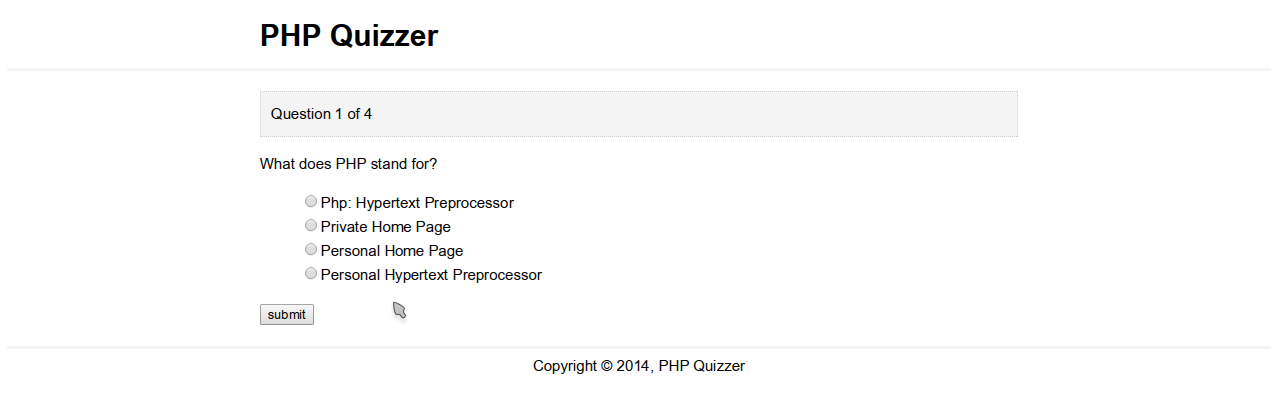 PHP Quizzer
Question 1 of 4
What does PHP stand for?
Php: Hypertext Preprocessor
Private Home Page
Personal Home Page
Personal Hypertext Preprocessor
submit
Copyright © 2014, PHP Quizzer